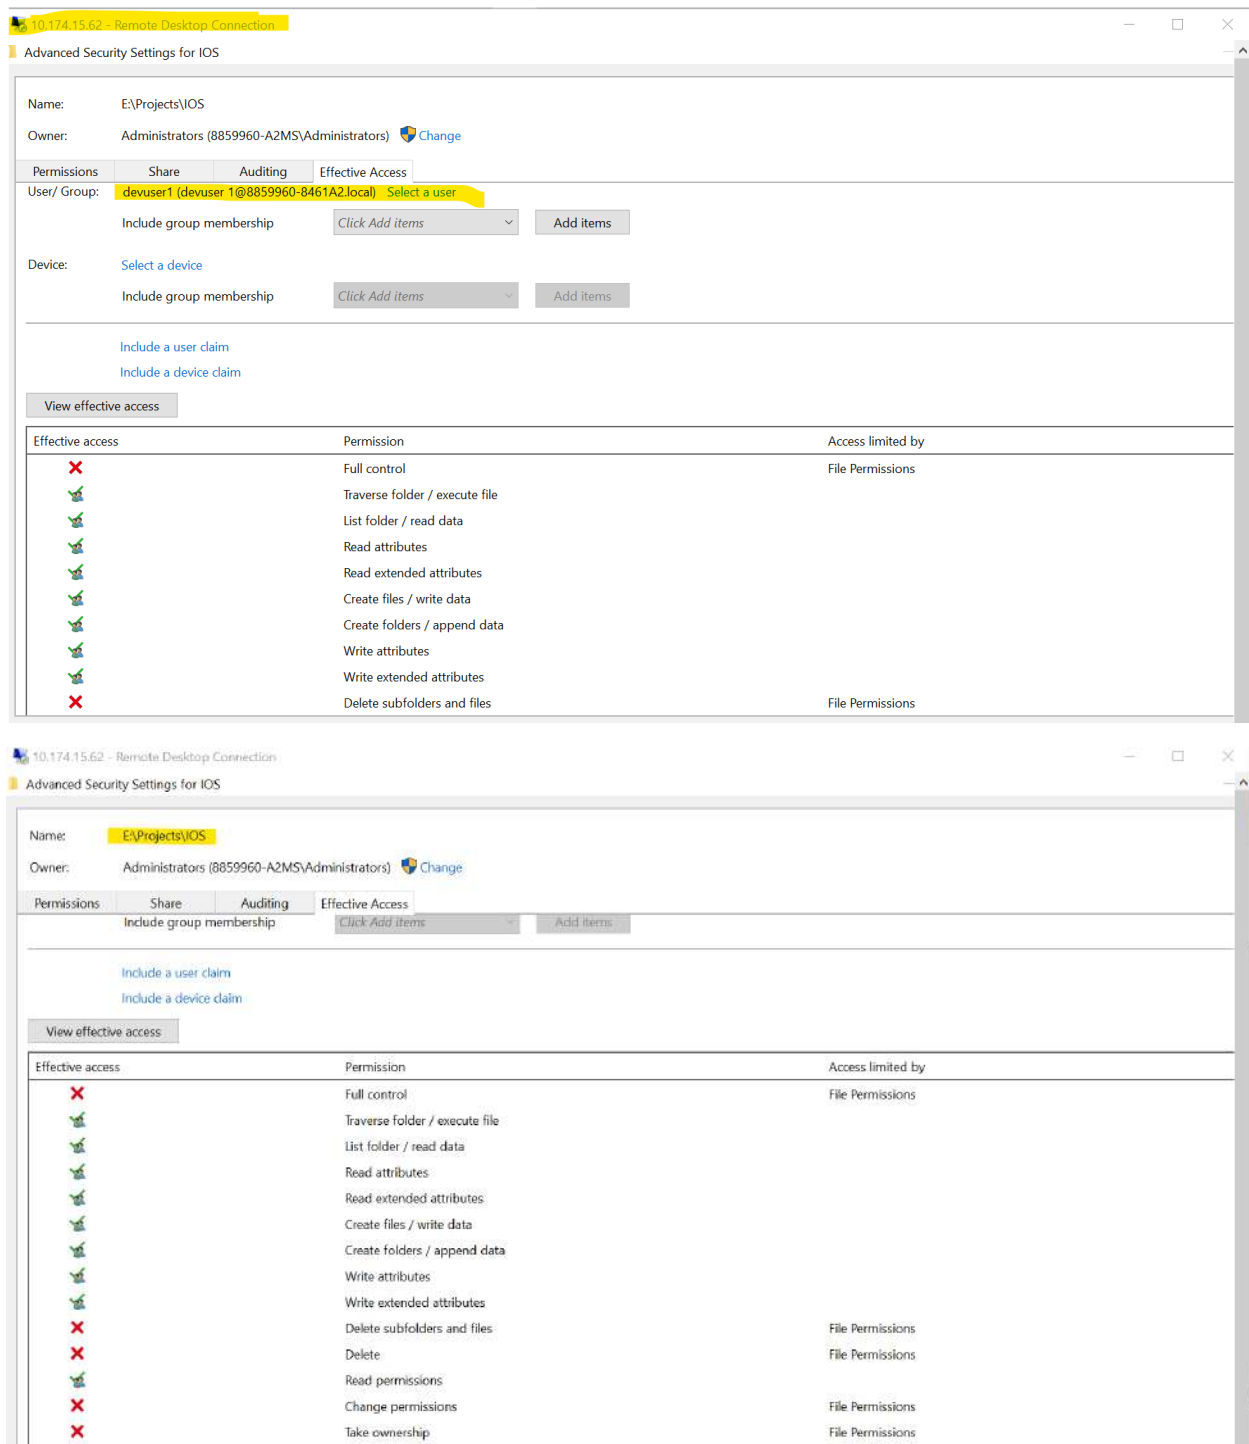 10.174.15.62 - Remote Desktop Connection
Advanced Security Settings for IOS
Name: E:\Projects\IOS
Owner: Administrators (8859960-A2MS\Administrators) Change
Permissions Share Auditing Effective Access
User/ Group: devuser1 (devuser 1@8859960-8461A2.local) Select a user
Include group membership Click Add items Add items
Device: Select a device
Include group membership Click Add items Add items
Include a user claim
Include a device claim
View effective access
Effective access Permission Access limited by
Full control File Permissions
Traverse folder / execute file
List folder / read data
Read attributes
Read extended attributes
Create files / write data
Create folders / append data
Write attributes
Write extended attributes
Delete subfolders and files File Permissions
10.174.15.62 - Remote Desktop Connection
Advanced Security Settings for IOS
Name: E:\Projects\IOS
Owner: Administrators (8859960-A2MS\Administrators) Change
Permissions Share Auditing Effective Access
Include group membership Click Add items Add items
Include a user claim
Include a device claim
View effective access
Effective access Permission Access limited by
Full control File Permissions
Traverse folder / execute file
List folder / read data
Read attributes
Read extended attributes
Create files / write data
Create folders / append data
Write attributes
Write extended attributes
Delete subfolders and files File Permissions
Delete File Permissions
Read permissions
Change permissions File Permissions
Take ownership File Permissions